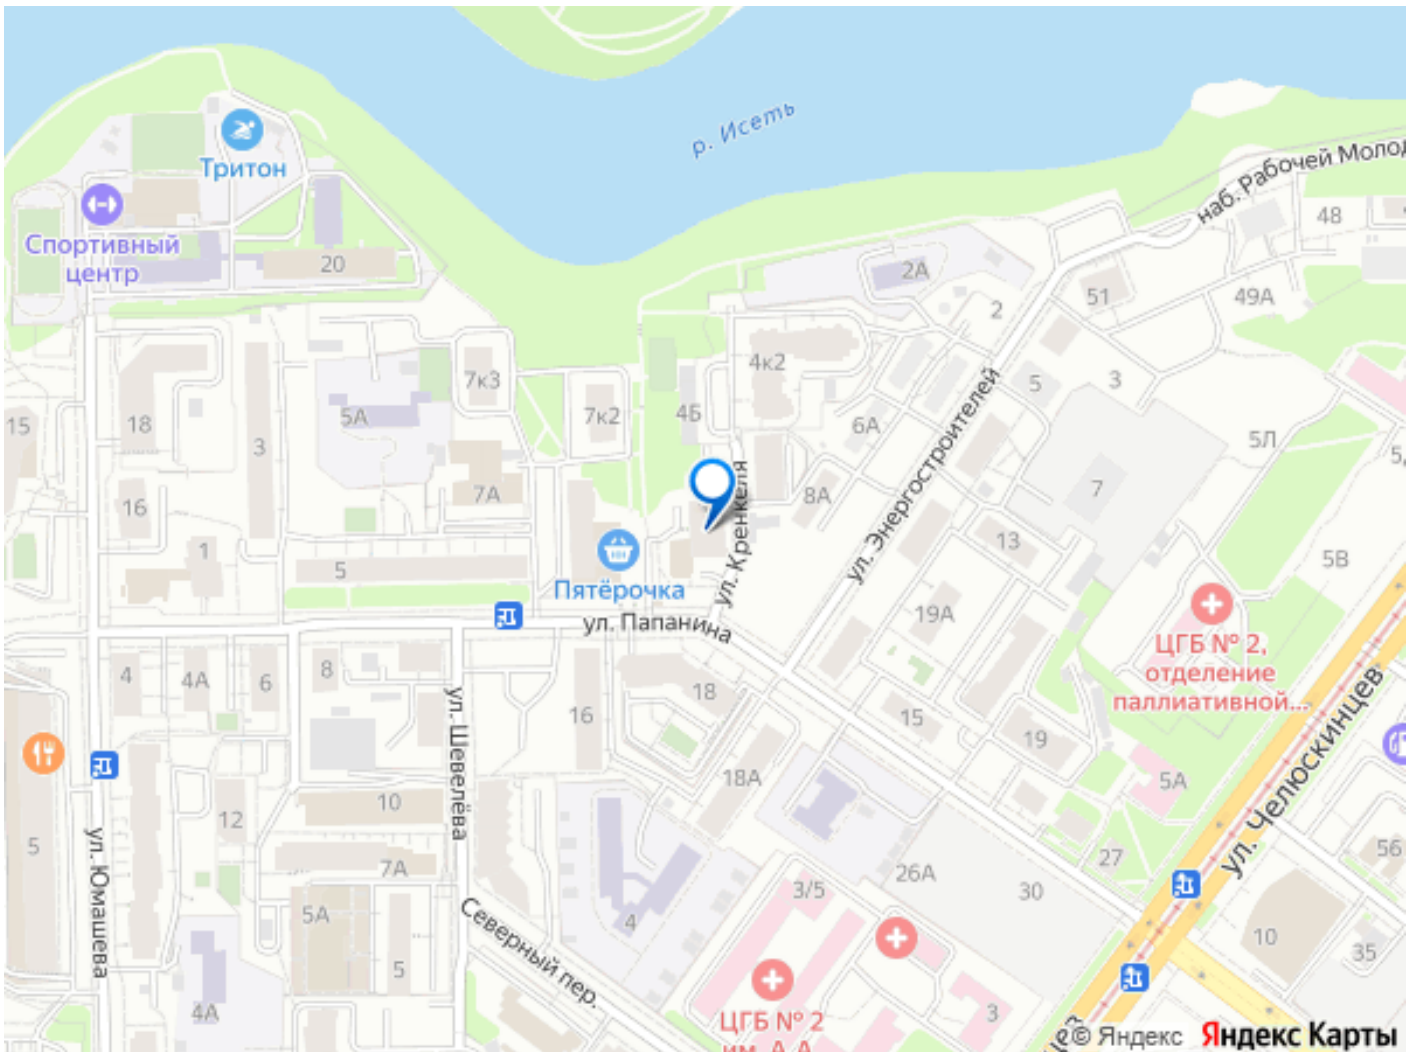 р. Исеть
Тритон
наб. Рабочей Молод
48
Спортивный
центр
20
2А
51
49А
2
4к2
7к3
5
3
15
18
3
5А
7к2
4Б
6А
5Л
7А
8А
7
16
ул. Кренкеля
ул. Энергостроителей
13
1
5
5В
Пятёрочка
19А
ул. Папанина
ЦГБ № 2,
отделение
паллиативной...
4
4А
6
8
18
16
15
19
ул. Шевелёва
18А
5А
ул. Челюскинцев
10
12
5
ул. Юмашева
7А
27
56
26А
30
3/5
5А
4
Северный пер.
10
35
5
4А
3
ЦГБ № 2
им. А.А.
© Яндекс Яндекс Карты